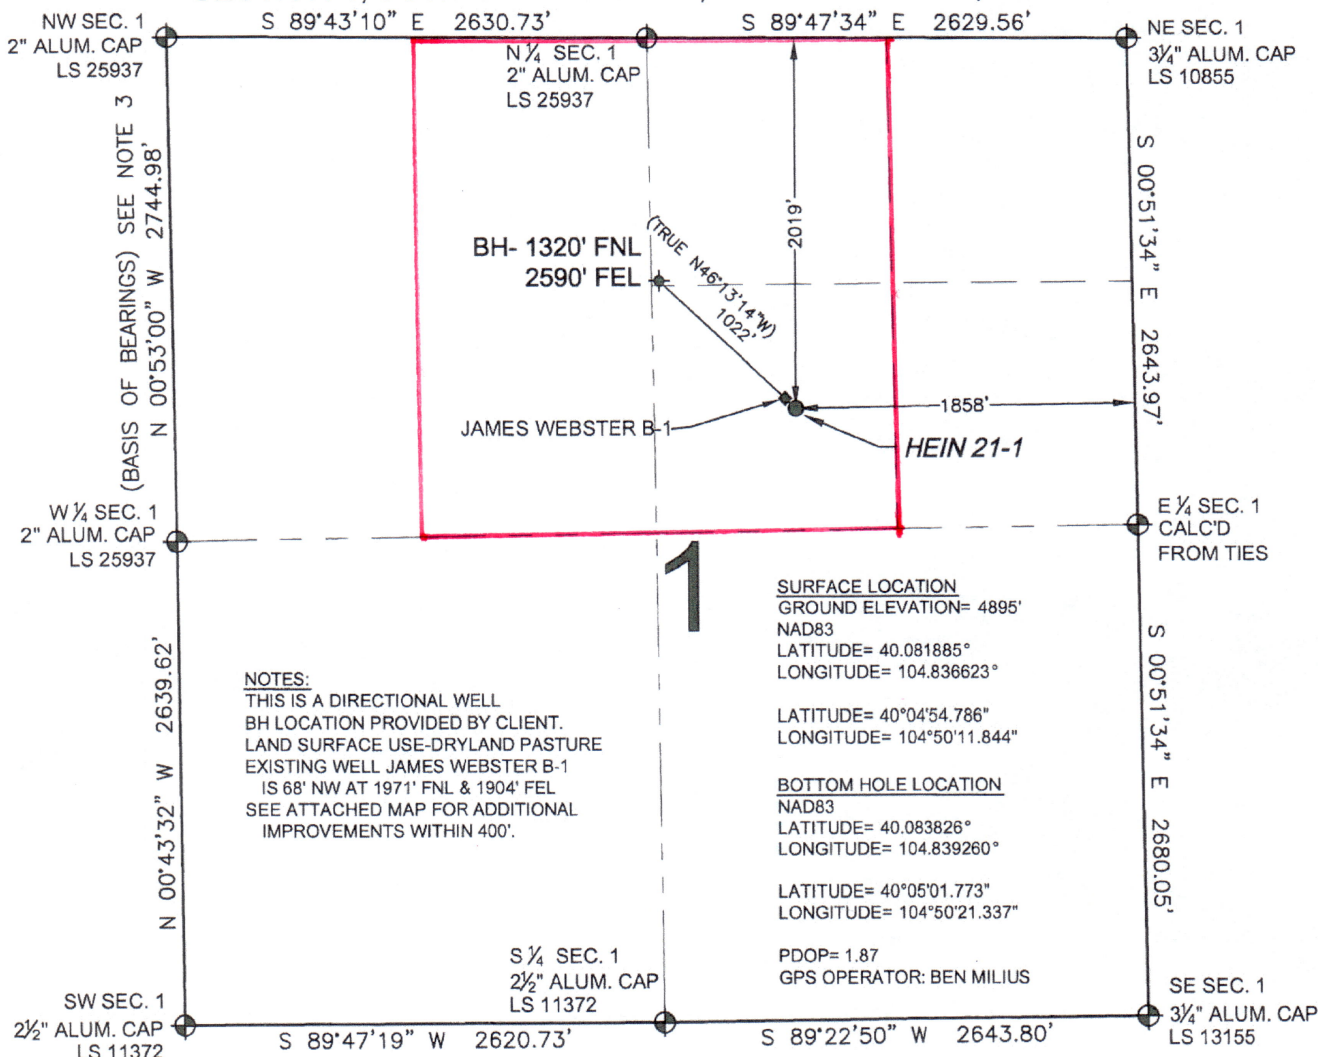 S 89°43'10" E 2630.73'
S 89°47'34" E 2629.56'
NW SEC. 1
2" ALUM. CAP
LS 25937
N ¼ SEC. 1
2" ALUM. CAP
LS 25937
NE SEC. 1
3¼" ALUM. CAP
LS 10855
(BASIS OF BEARINGS) SEE NOTE 3
N 00°53'00" W 2744.98'
S 00°51'34" E 2643.97'
BH- 1320' FNL
2590' FEL
(TRUE N46°13'14"W)
1022'
2019'
1858'
JAMES WEBSTER B-1
HEIN 21-1
W ¼ SEC. 1
2" ALUM. CAP
LS 25937
E ¼ SEC. 1
CALC'D
FROM TIES
1
N 00°43'32" W 2639.62'
S 00°51'34" E 2680.05'
NOTES:
THIS IS A DIRECTIONAL WELL
BH LOCATION PROVIDED BY CLIENT.
LAND SURFACE USE-DRYLAND PASTURE
EXISTING WELL JAMES WEBSTER B-1
IS 68' NW AT 1971' FNL & 1904' FEL
SEE ATTACHED MAP FOR ADDITIONAL
IMPROVEMENTS WITHIN 400'.
SURFACE LOCATION
GROUND ELEVATION= 4895'
NAD83
LATITUDE= 40.081885°
LONGITUDE= 104.836623°
LATITUDE= 40°04'54.786"
LONGITUDE= 104°50'11.844"
BOTTOM HOLE LOCATION
NAD83
LATITUDE= 40.083826°
LONGITUDE= 104.839260°
LATITUDE= 40°05'01.773"
LONGITUDE= 104°50'21.337"
PDOP= 1.87
GPS OPERATOR: BEN MILIUS
SW SEC. 1
2½" ALUM. CAP
LS 11372
S ¼ SEC. 1
2½" ALUM. CAP
LS 11372
SE SEC. 1
3¼" ALUM. CAP
LS 13155
S 89°47'19" W 2620.73'
S 89°22'50" W 2643.80'